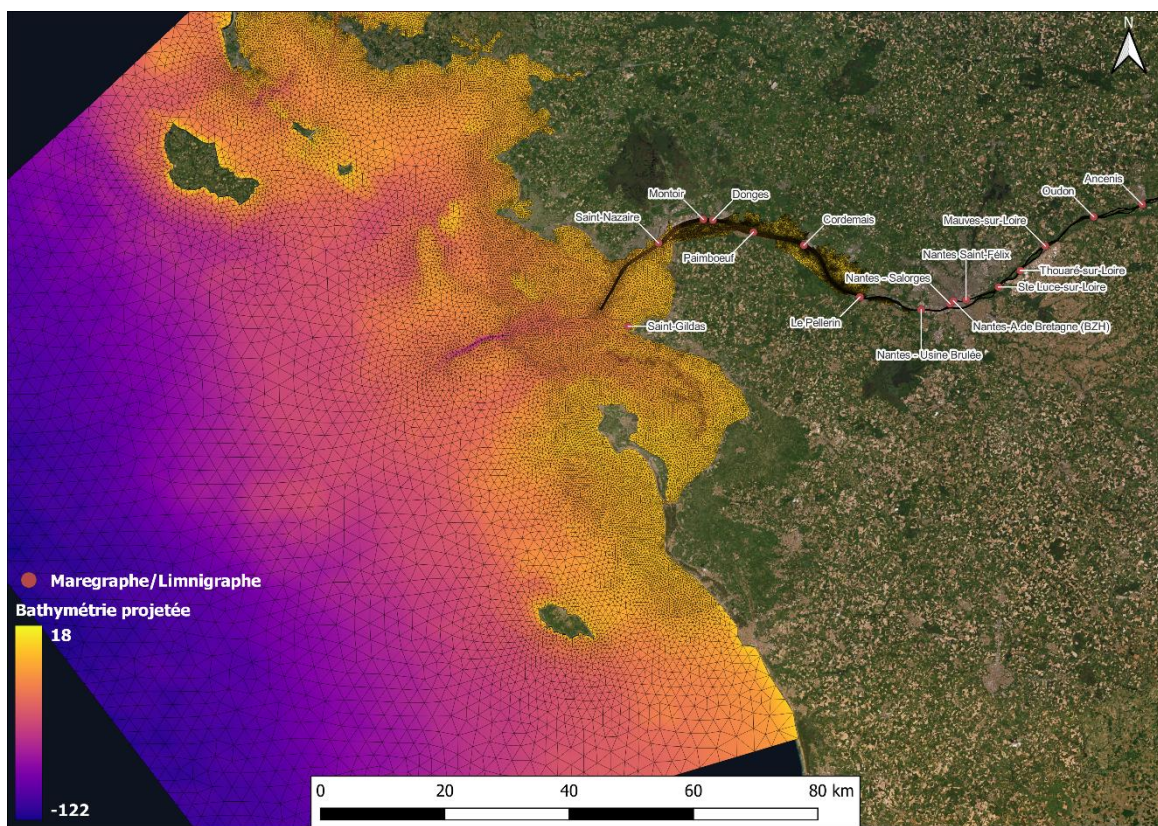 N
Ancenis
Oudon
Montoir
Donges
Saint-Nazaire
Cordemais
Mauves-sur-Loire
Paimboeuf
Nantes Saint-Félix
Thouaré-sur-Loire
Nantes - Salorges
Ste Luce-sur-Loire
Le Pellerin
Saint-Gildas
Nantes-A.de Bretagne (BZH)
Nantes - Usine Brulée
Maregraphe/Limnigraphe
Bathymétrie projetée
18
-122
0 20 40 60 80 km